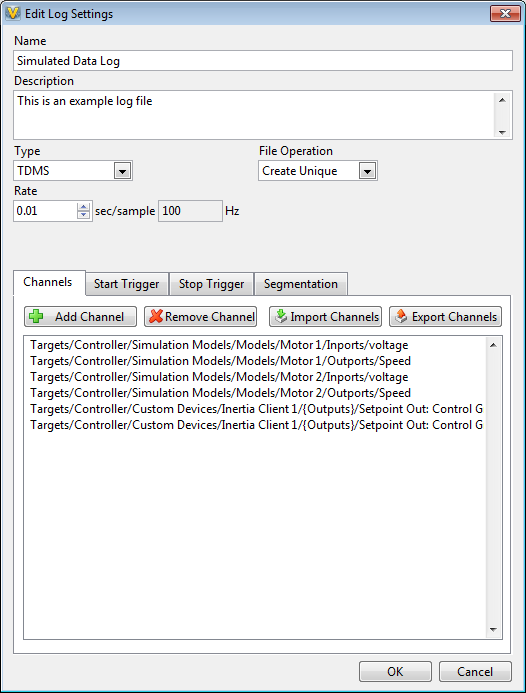 Edit Log Settings
Name
Simulated Data Log
Description
This is an example log file
Type
File Operation
TDMS
Create Unique
Rate
0.01 sec/sample 100 Hz
Channels Start Trigger Stop Trigger Segmentation
Add Channel Remove Channel Import Channels Export Channels
Targets/Controller/Simulation Models/Models/Motor 1/Inports/voltage
Targets/Controller/Simulation Models/Models/Motor 1/Outports/Speed
Targets/Controller/Simulation Models/Models/Motor 2/Inports/voltage
Targets/Controller/Simulation Models/Models/Motor 2/Outports/Speed
Targets/Controller/Custom Devices/Inertia Client 1/{Outputs}/Setpoint Out: Control G
Targets/Controller/Custom Devices/Inertia Client 1/{Outputs}/Setpoint Out: Control G
OK Cancel